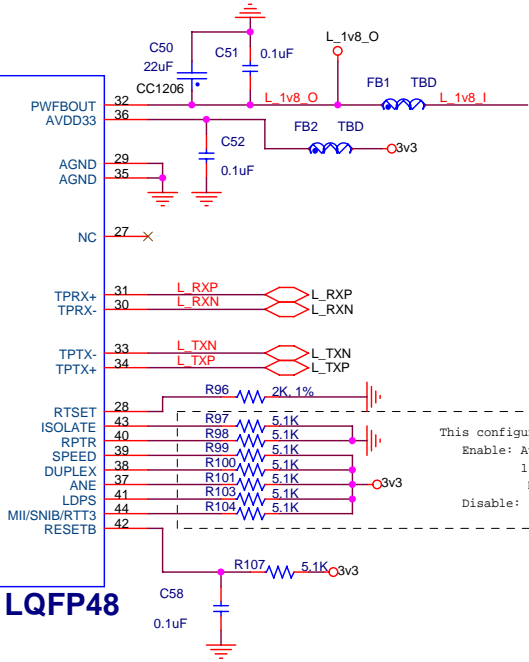 L_1v8_O
C50
C51
0.1uF
22uF
CC1206
FB1
TBD
PWFBOUT
32
L_1v8_O
L_1v8_I
AVDD33
36
C52
0.1uF
FB2
TBD
3v3
AGND
29
AGND
35
NC
27
TPRX+
31
L_RXP
L_RXP
TPRX-
30
L_RXN
L_RXN
TPTX-
33
L_TXN
L_TXN
TPTX+
34
L_TXP
L_TXP
RTSET
28
R96
2K, 1%
ISOLATE
43
R97
5.1K
RPTR
40
R98
5.1K
SPEED
39
R99
5.1K
DUPLEX
38
R100
5.1K
ANE
37
R101
5.1K
3v3
LDPS
41
R103
5.1K
MII/SNIB/RTT3
44
R104
5.1K
RESETB
42
This configu
Enable:
Disable:
R107
5.1K
3v3
C58
0.1uF
LQFP48